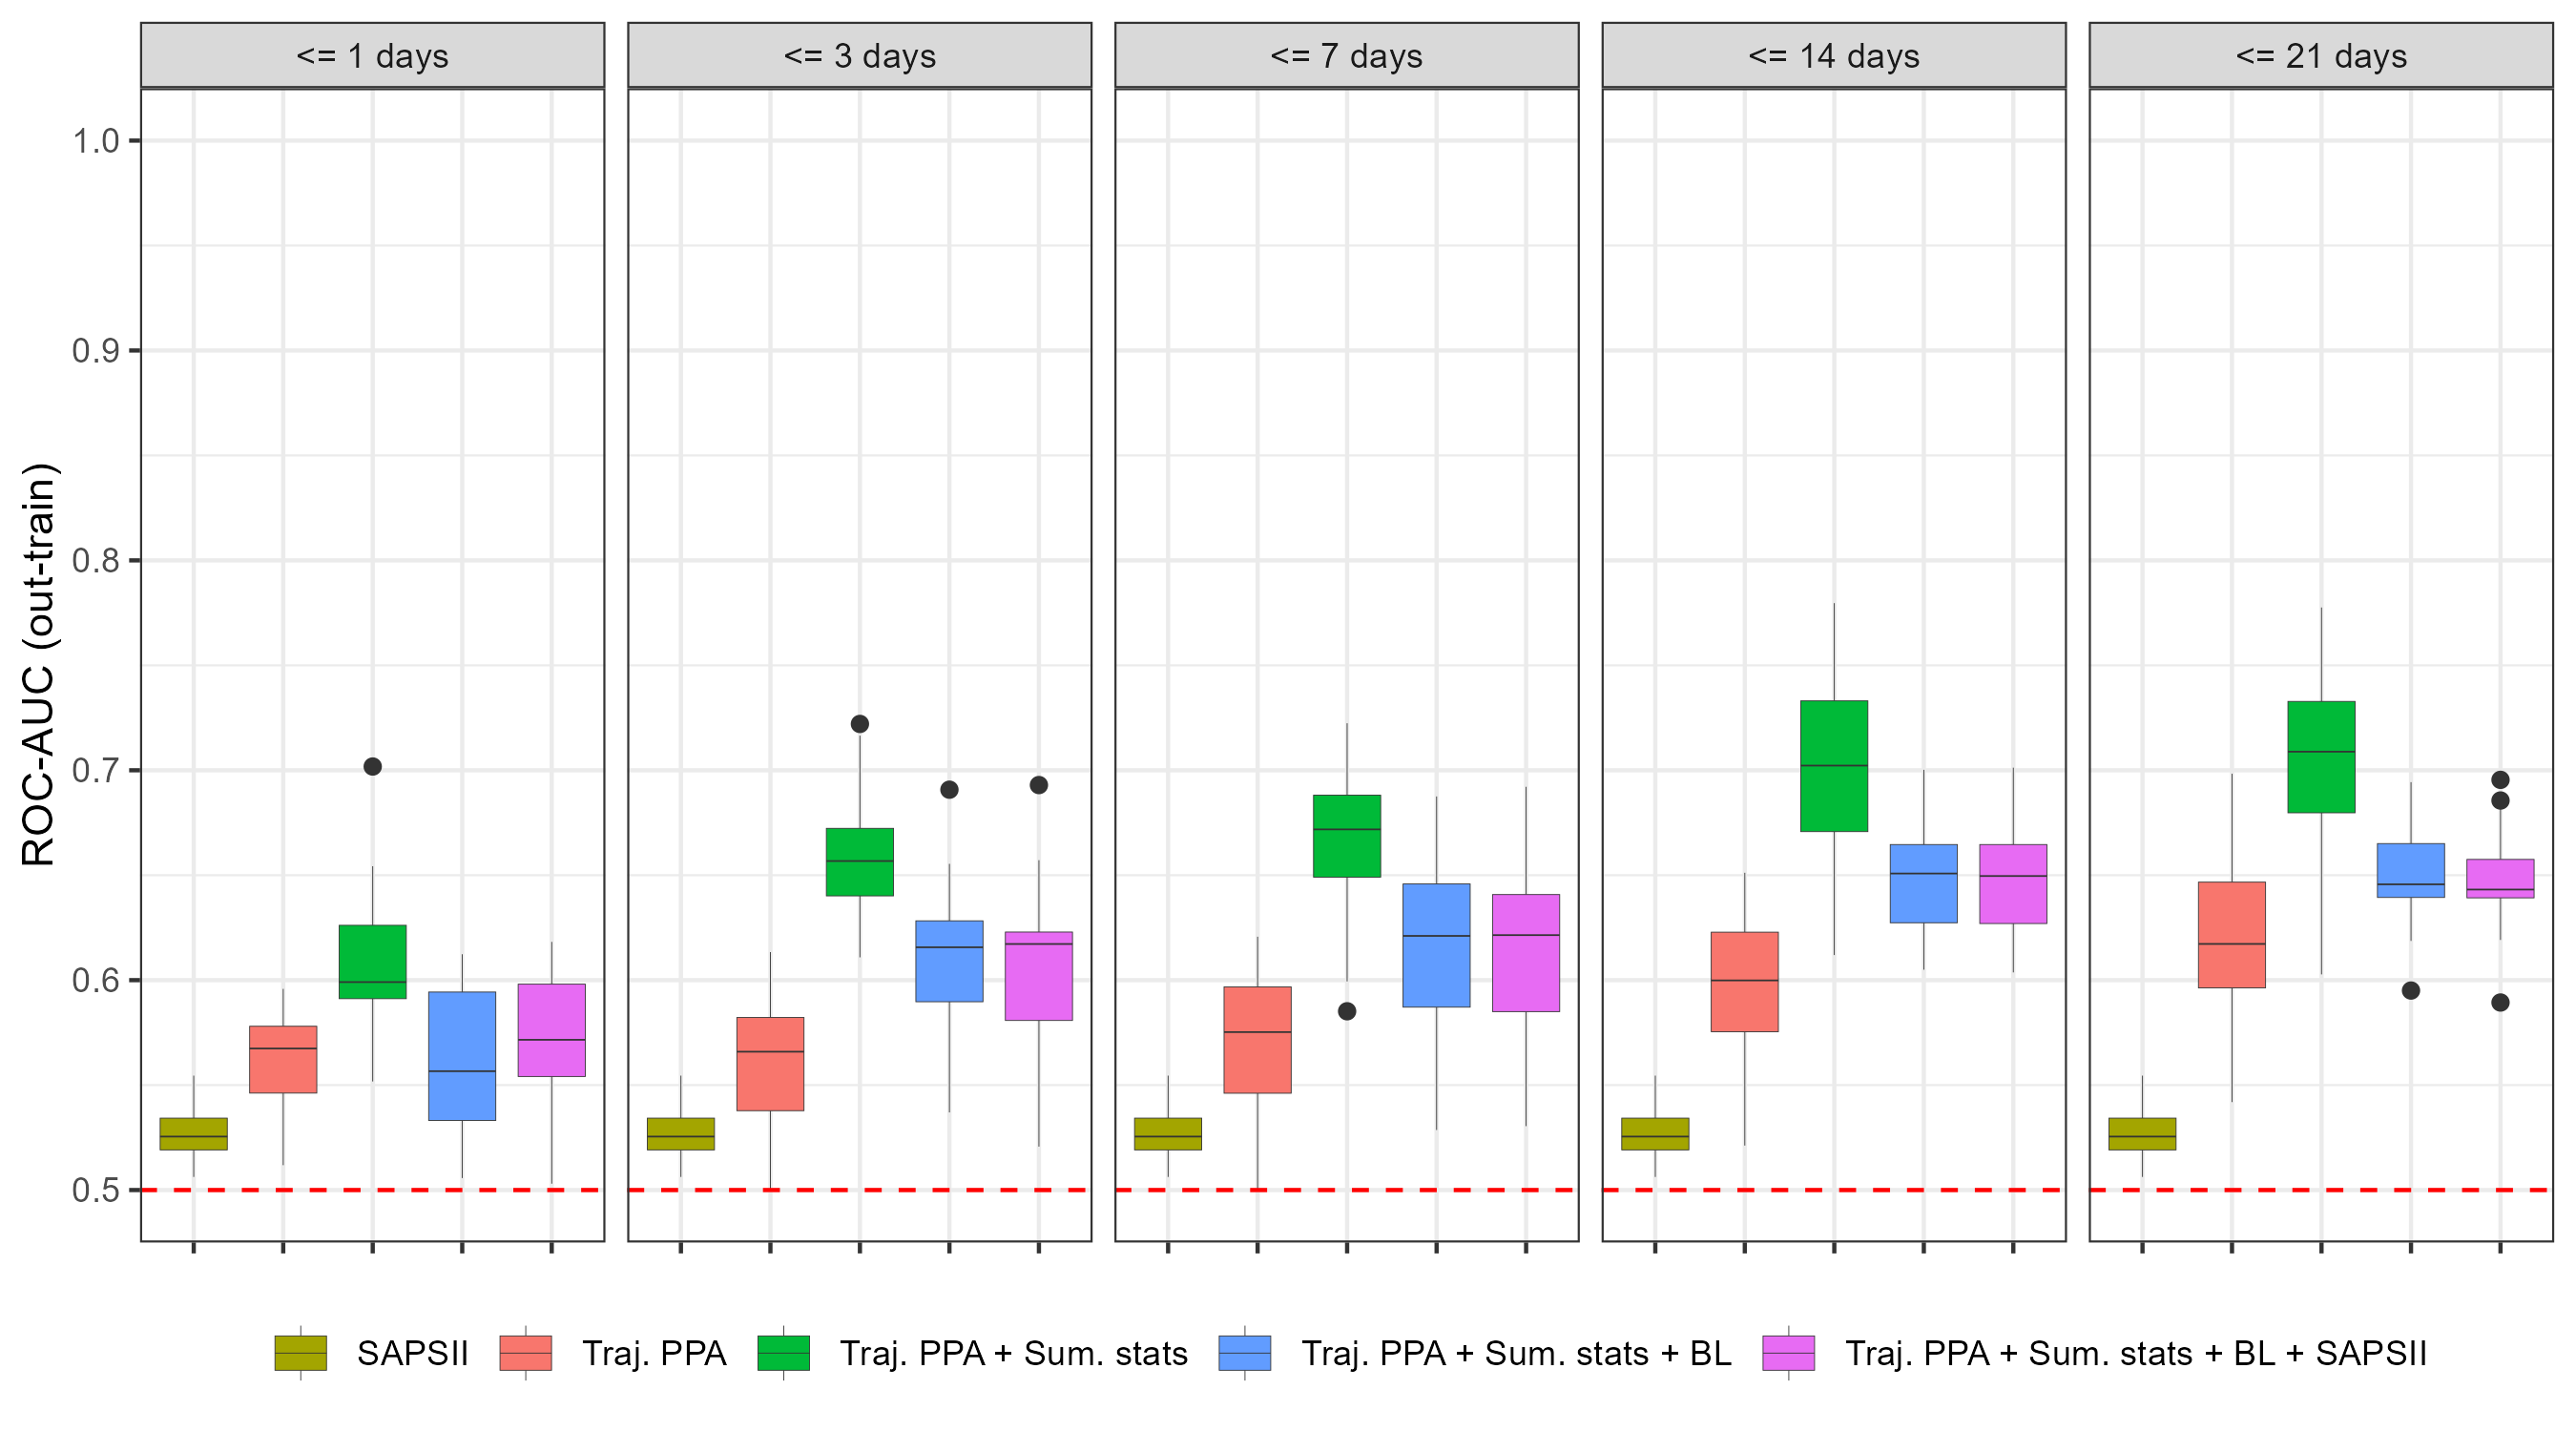 <= 1 days
<= 3 days
<= 7 days
<= 14 days
<= 21 days
ROC-AUC (out-train)
1.0
0.9
0.8
0.7
0.6
0.5
SAPSII
Traj. PPA
Traj. PPA + Sum. stats
Traj. PPA + Sum. stats + BL
Traj. PPA + Sum. stats + BL + SAPSII